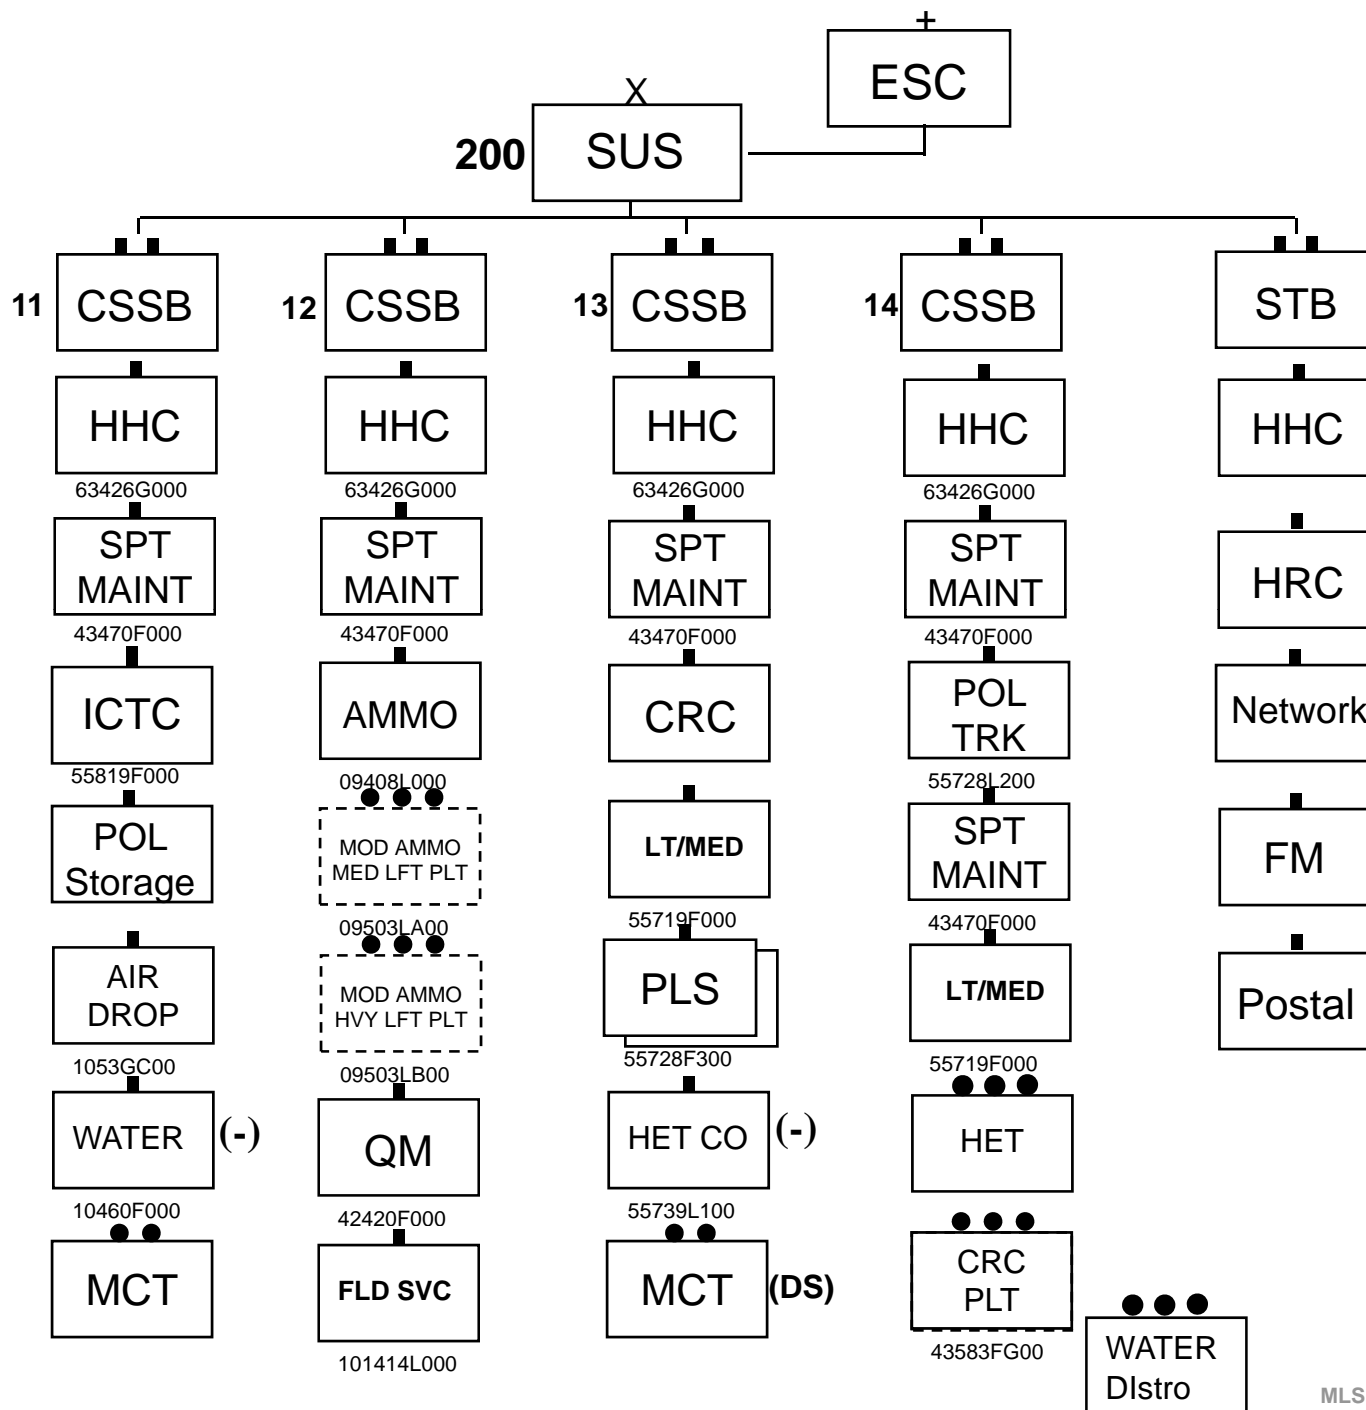 +
ESC
X
200
SUS
11
CSSB
HHC
63426G000
SPT
MAINT
43470F000
ICTC
55819F000
POL
Storage
AIR
DROP
1053GC00
WATER
(-)
10460F000
MCT
12
CSSB
HHC
63426G000
SPT
MAINT
43470F000
AMMO
09408L000
MOD AMMO
MED LFT PLT
09503LA00
MOD AMMO
HVY LFT PLT
09503LB00
QM
42420F000
FLD SVC
101414L000
13
CSSB
HHC
63426G000
SPT
MAINT
43470F000
CRC
LT/MED
55719F000
PLS
55728F300
HET CO
(-)
55739L100
MCT
(DS)
14
CSSB
HHC
63426G000
SPT
MAINT
43470F000
POL
TRK
55728L200
SPT
MAINT
43470F000
LT/MED
55719F000
HET
CRC
PLT
43583FG00
WATER
DIstro
STB
HHC
HRC
Network
FM
Postal
MLS